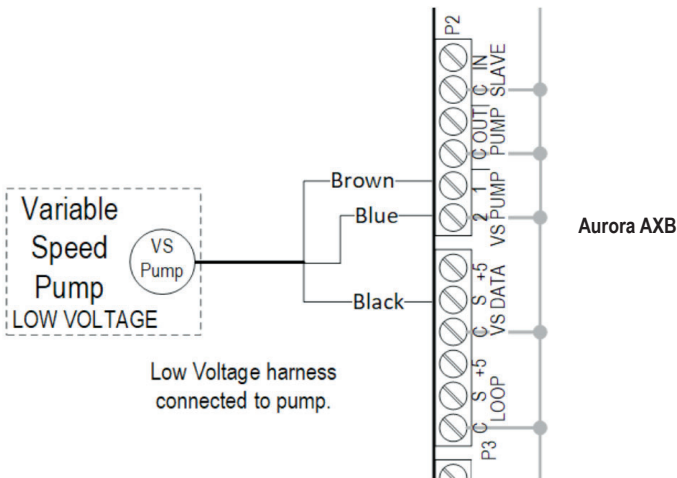 P2
IN
C
SLAVE
OUT
C
PUMP
1
2
VS PUMP
Brown
Blue
Variable
Speed
Pump
LOW VOLTAGE
VS
Pump
Aurora AXB
+5
S
C
VS DATA
Black
Low Voltage harness
connected to pump.
+5
S
C
LOOP
P3